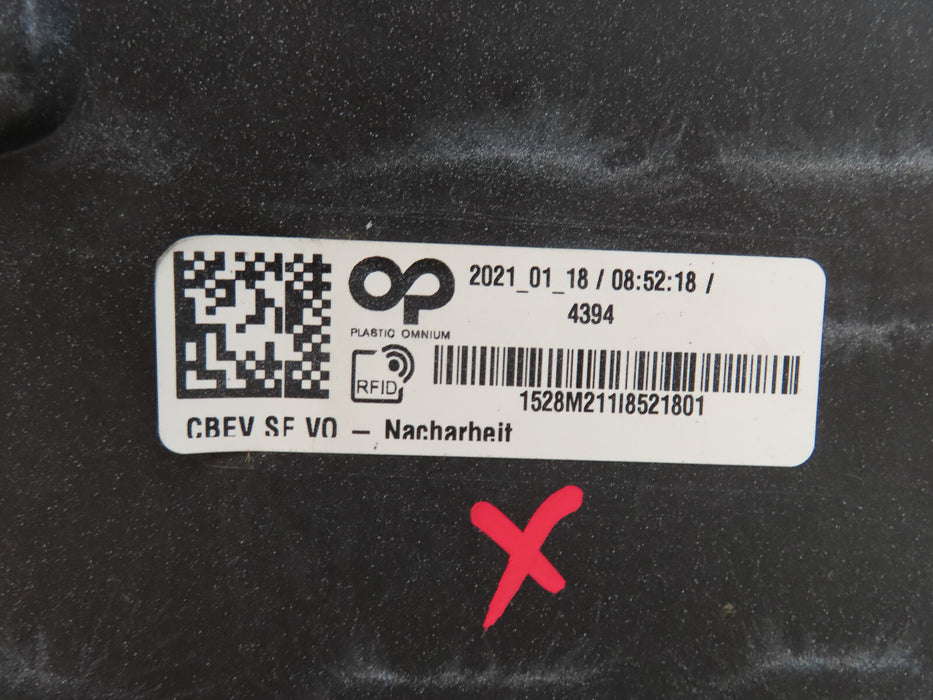 2021_01_18 / 08:52:18 /
4394
PLASTIC OMNIUM
RFID
1528M211I8521801
CBEV SF VO – Nacharbeit